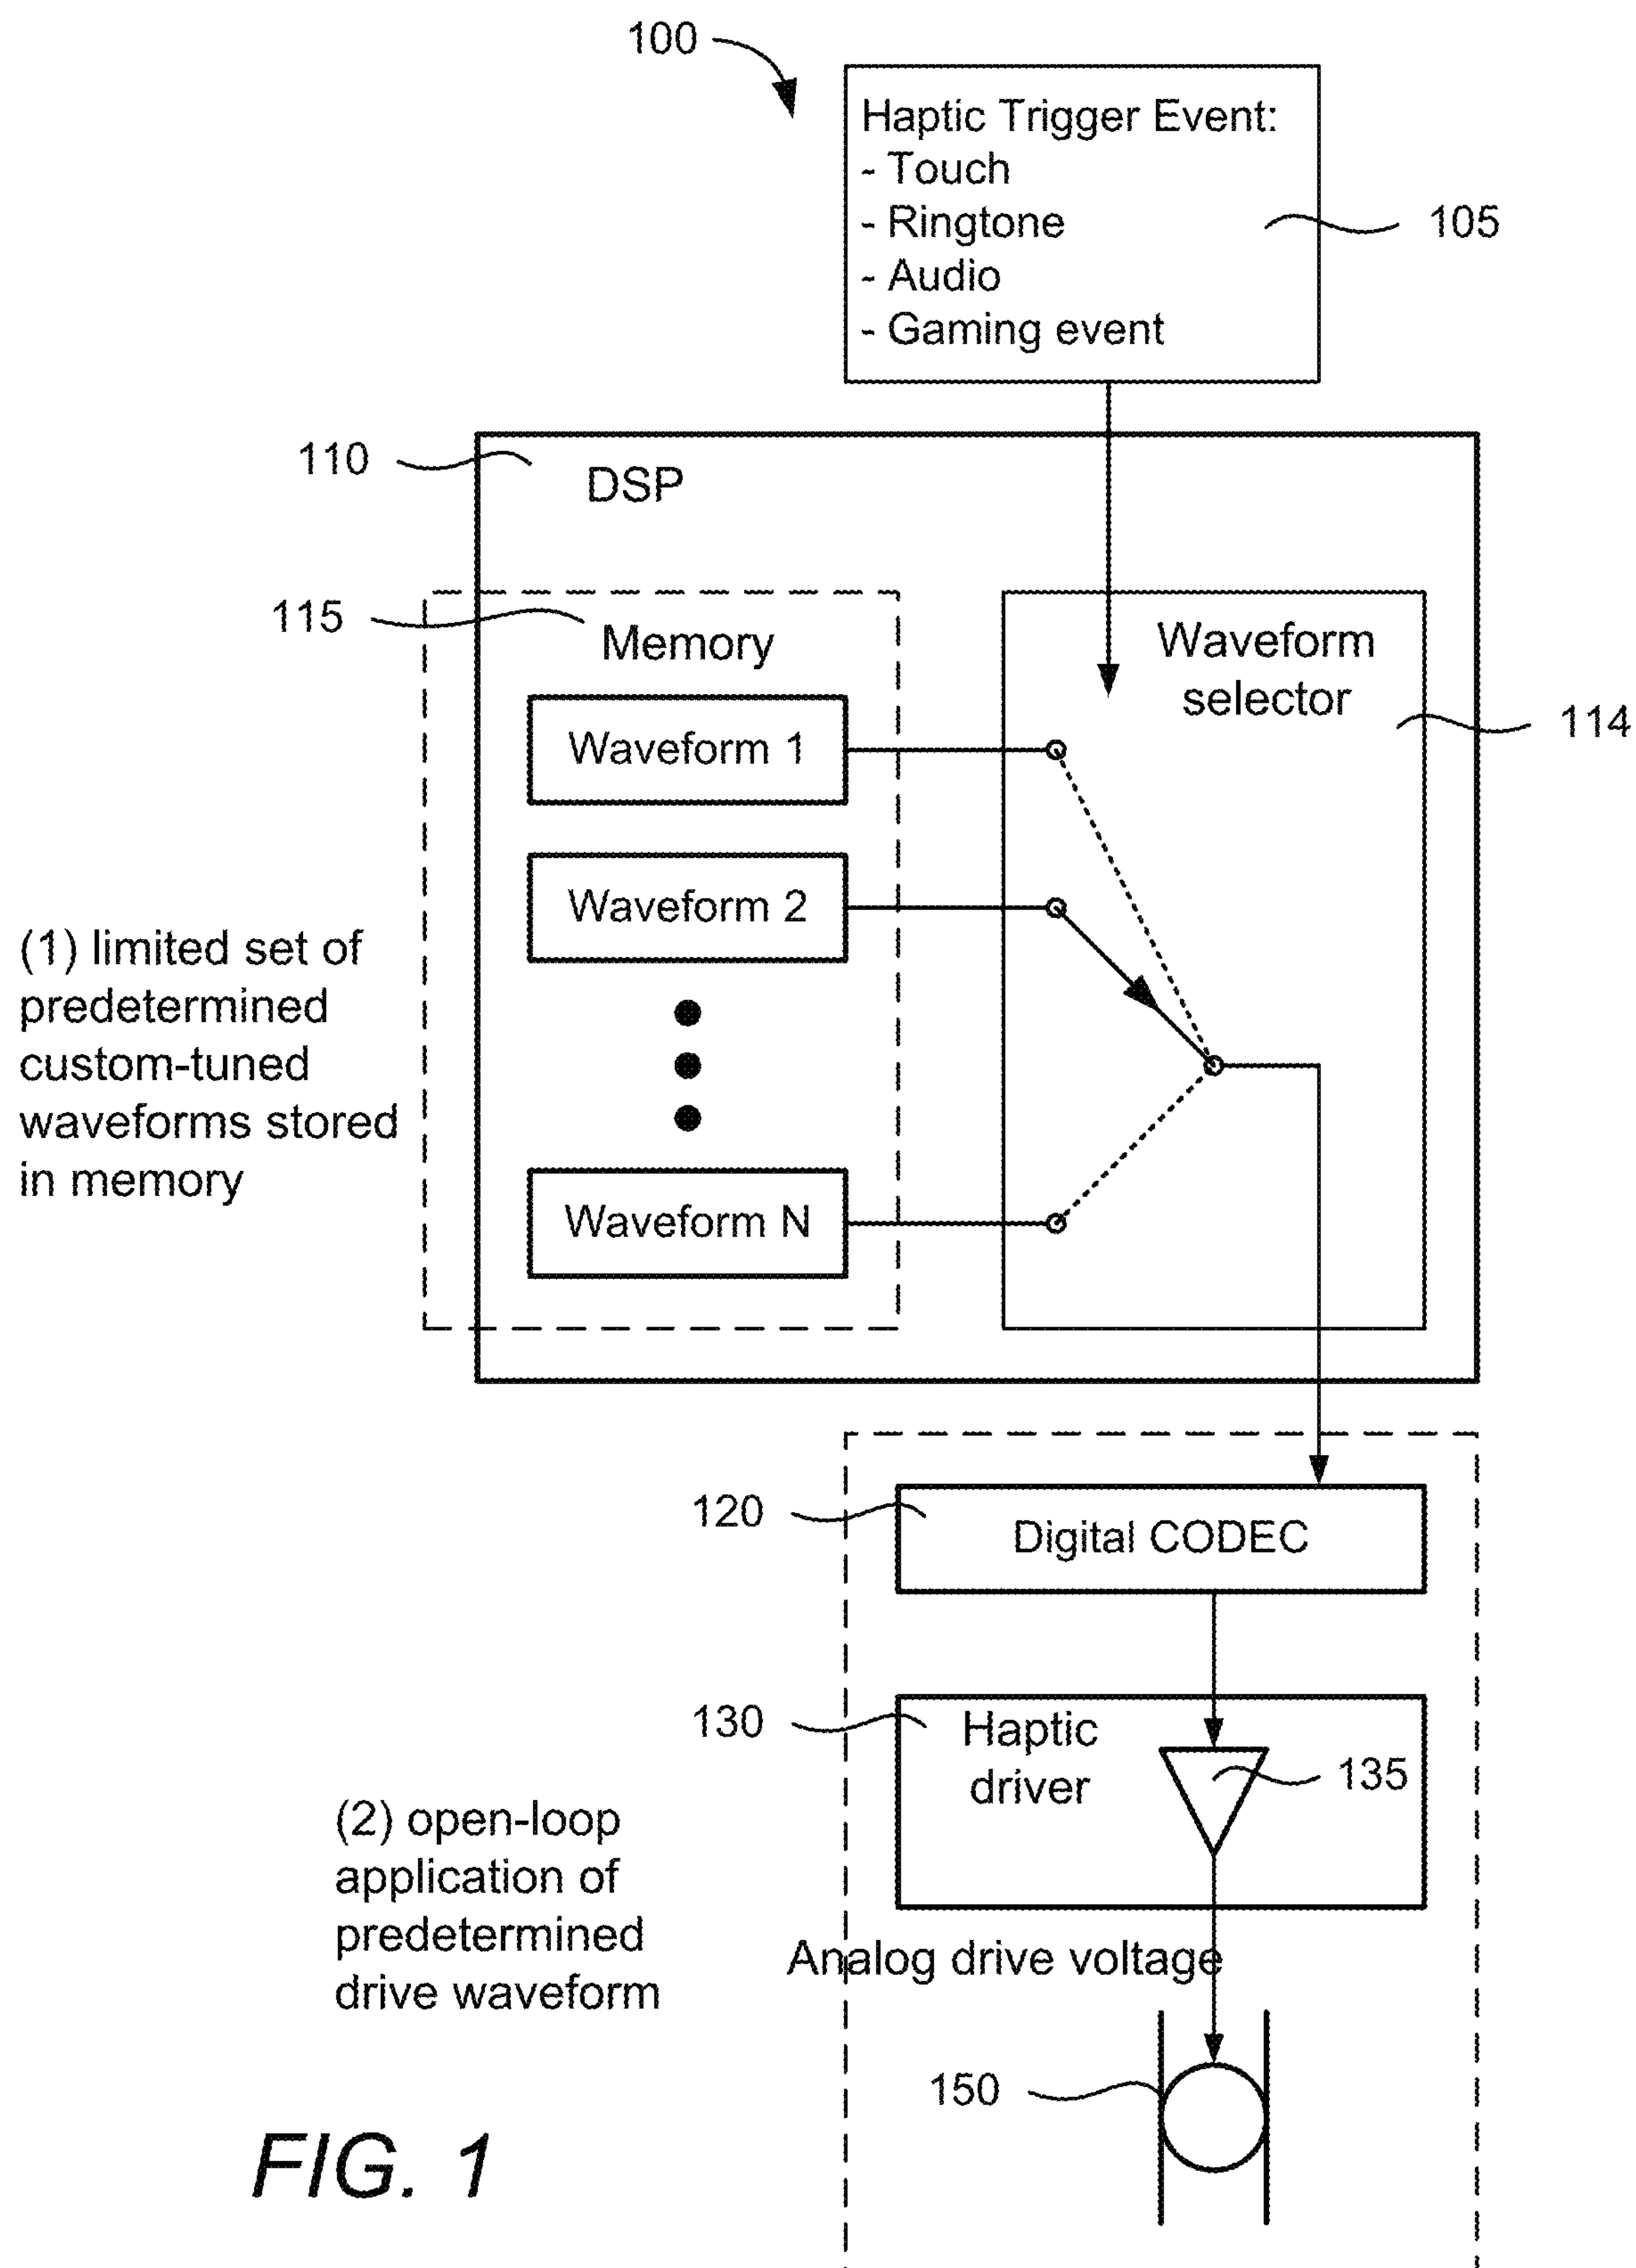 100
Haptic Trigger Event:
- Touch
- Ringtone
- Audio
- Gaming event
105
110
DSP
115
Memory
Waveform
selector
114
Waveform 1
Waveform 2
Waveform N
(1) limited set of
predetermined
custom-tuned
waveforms stored
in memory
120
Digital CODEC
130
Haptic
driver
135
(2) open-loop
application of
predetermined
drive waveform
Analog drive voltage
150
FIG. 1